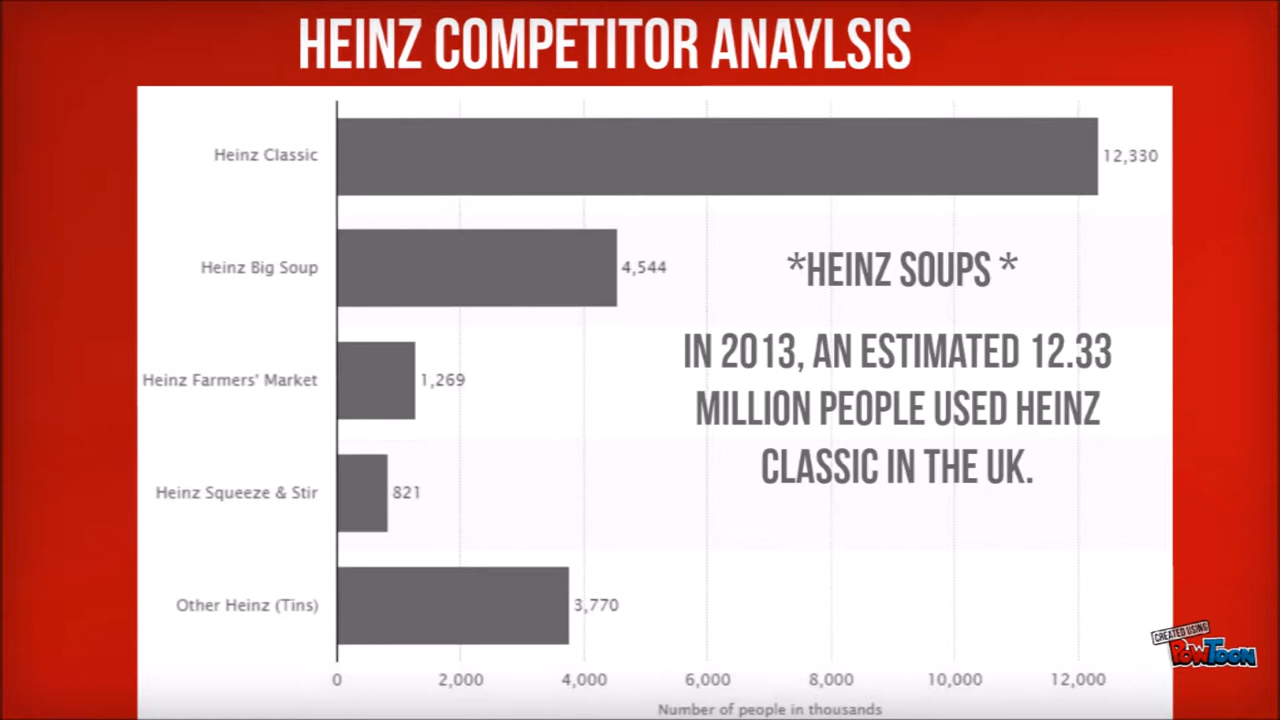 HEINZ COMPETITOR ANAYLSIS
Heinz Classic
12,330
Heinz Big Soup
4,544
*HEINZ SOUPS *
IN 2013, AN ESTIMATED 12.33
MILLION PEOPLE USED HEINZ
CLASSIC IN THE UK.
Heinz Farmers' Market
1,269
Heinz Squeeze & Stir
821
Other Heinz (Tins)
3,770
0 2,000 4,000 6,000 8,000 10,000 12,000
Number of people in thousands
CREATED USING
POWTOON